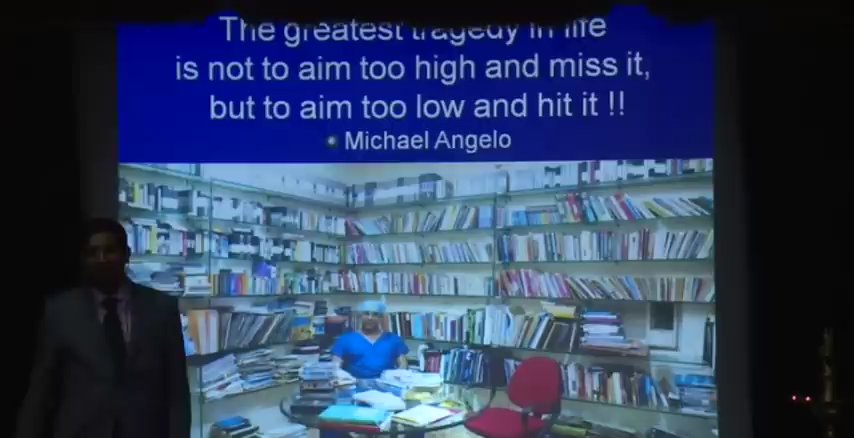 The greatest tragedy in life
is not to aim too high and miss it,
but to aim too low and hit it !!
• Michael Angelo